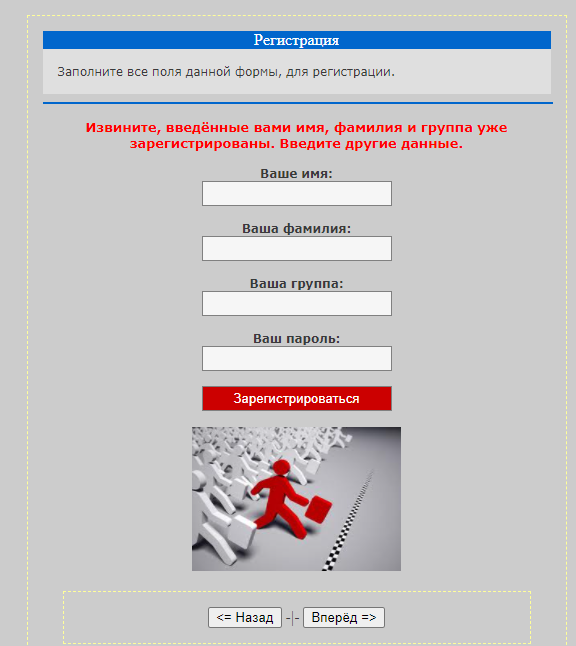 Регистрация
Заполните все поля данной формы, для регистрации.
Извините, введённые вами имя, фамилия и группа уже
зарегистрированы. Введите другие данные.
Ваше имя:
Ваша фамилия:
Ваша группа:
Ваш пароль:
Зарегистрироваться
<= Назад -|- Вперёд =>